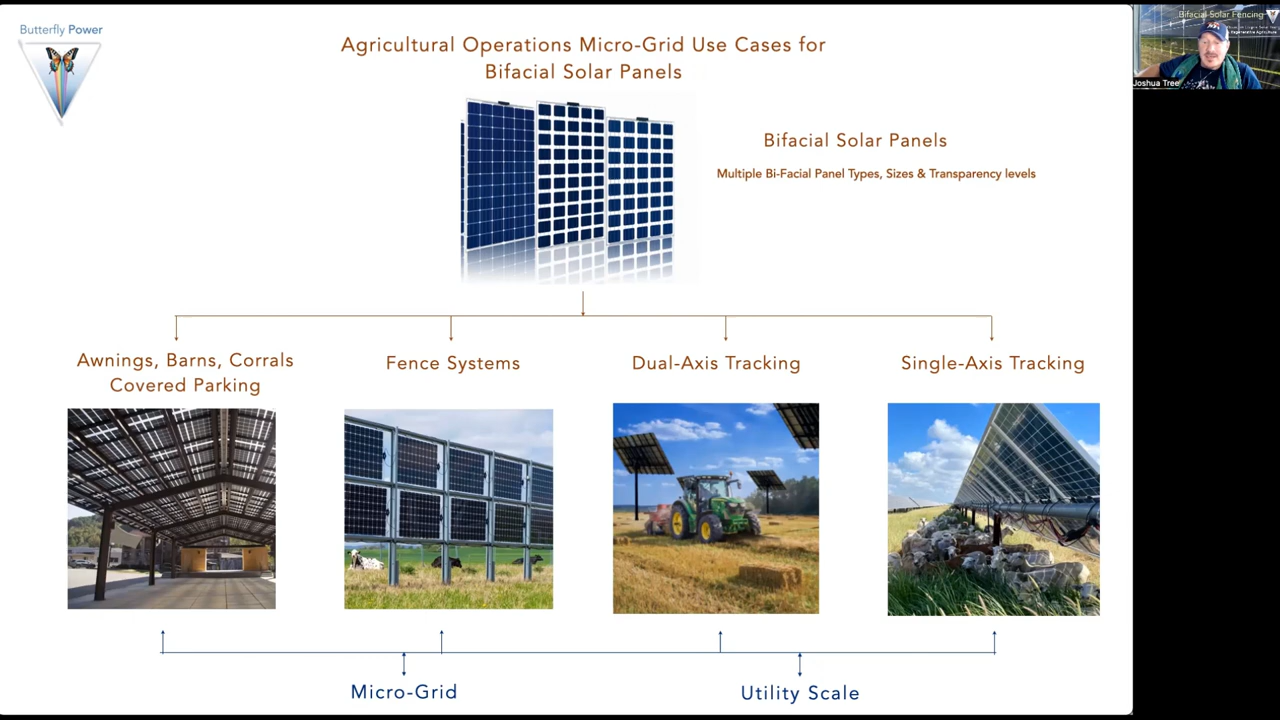 Butterfly Power
Agricultural Operations Micro-Grid Use Cases for
Bifacial Solar Panels
Bifacial Solar Fencing
& Regenerative Agriculture
Joshua Tree
Bifacial Solar Panels
Multiple Bi-Facial Panel Types, Sizes & Transparency levels
Awnings, Barns, Corrals
Covered Parking
Fence Systems
Dual-Axis Tracking
Single-Axis Tracking
Micro-Grid
Utility Scale